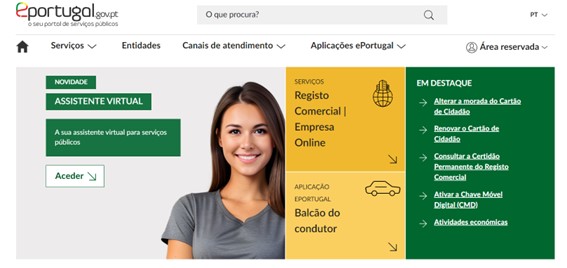 eportugal.gov.pt
o seu portal de serviços públicos
O que procura?
PT
Serviços
Entidades
Canais de atendimento
Aplicações ePortugal
Área reservada
NOVIDADE
ASSISTENTE VIRTUAL
A sua assistente virtual para serviços
públicos
Aceder
SERVIÇOS
Registo
Comercial |
Empresa
Online
APLICAÇÃO
EPORTUGAL
Balcão do
condutor
EM DESTAQUE
Alterar a morada do Cartão
de Cidadão
Renovar o Cartão de
Cidadão
Consultar a Certidão
Permanente do Registo
Comercial
Ativar a Chave Móvel
Digital (CMD)
Atividades económicas